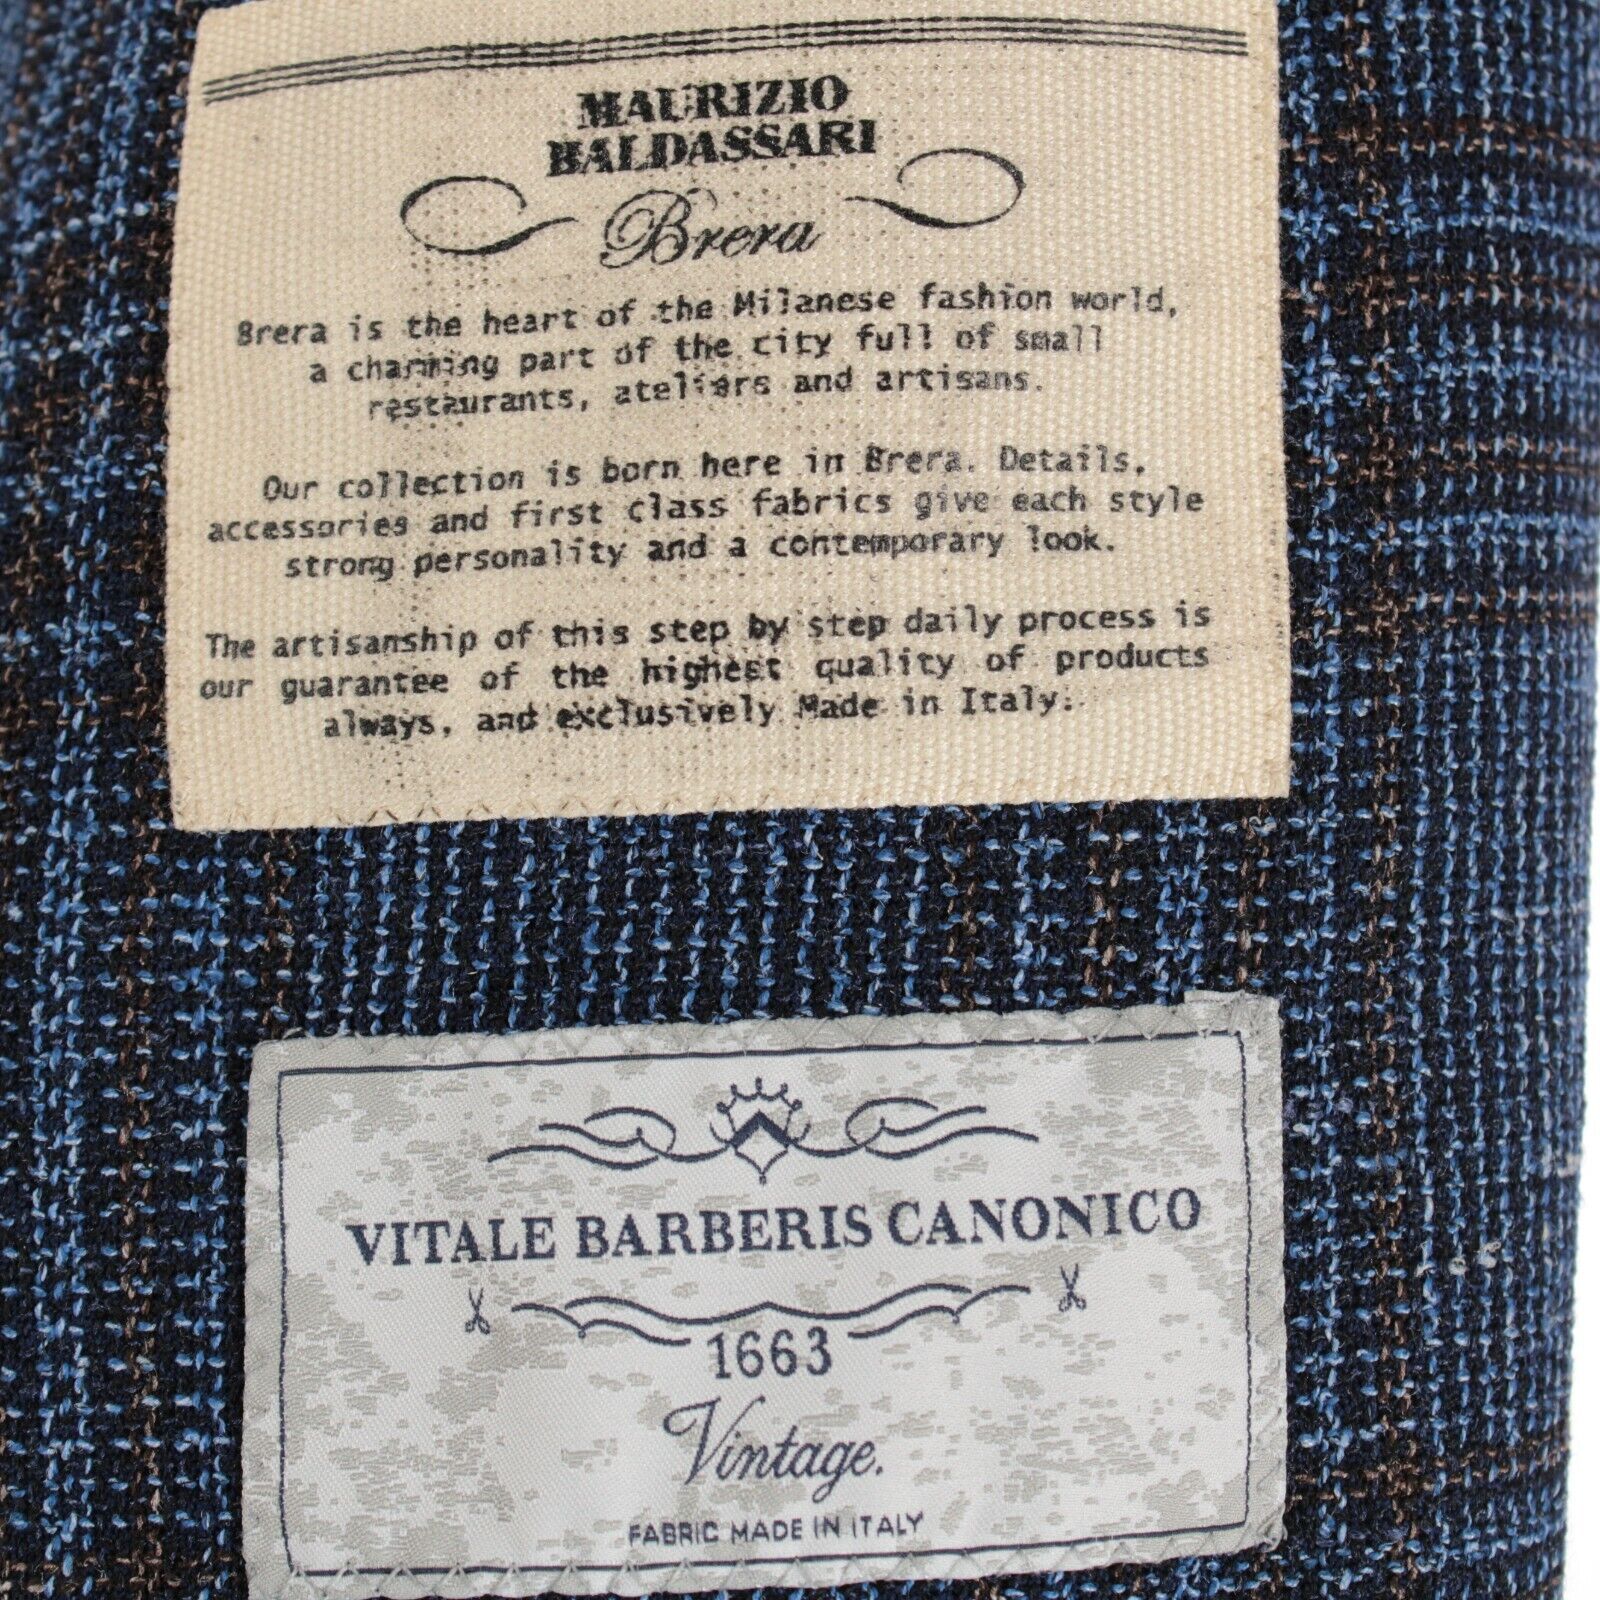 MAURIZIO
BALDASSARI
Brera
Brera is the heart of the Milanese fashion world,
a charming part of the city full of small
restaurants, ateliers and artisans.
Our collection is born here in Brera. Details,
accessories and first class fabrics give each style
strong personality and a contemporary look.
The artisanship of this step by step daily process is
our guarantee of the highest quality of products
always, and exclusively Made in Italy.
VITALE BARBERIS CANONICO
1663
Vintage.
FABRIC MADE IN ITALY